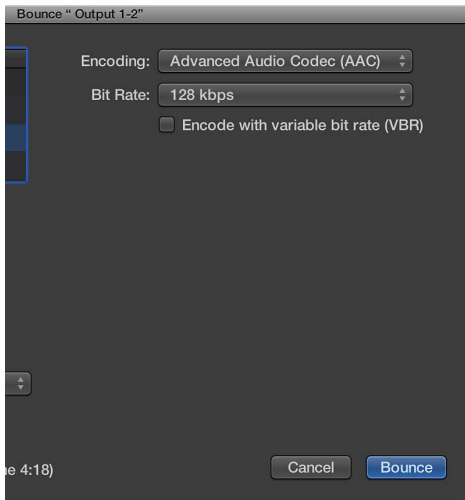 Bounce “ Output 1-2”
Encoding: Advanced Audio Codec (AAC)
Bit Rate: 128 kbps
Encode with variable bit rate (VBR)
4:18)
Cancel
Bounce